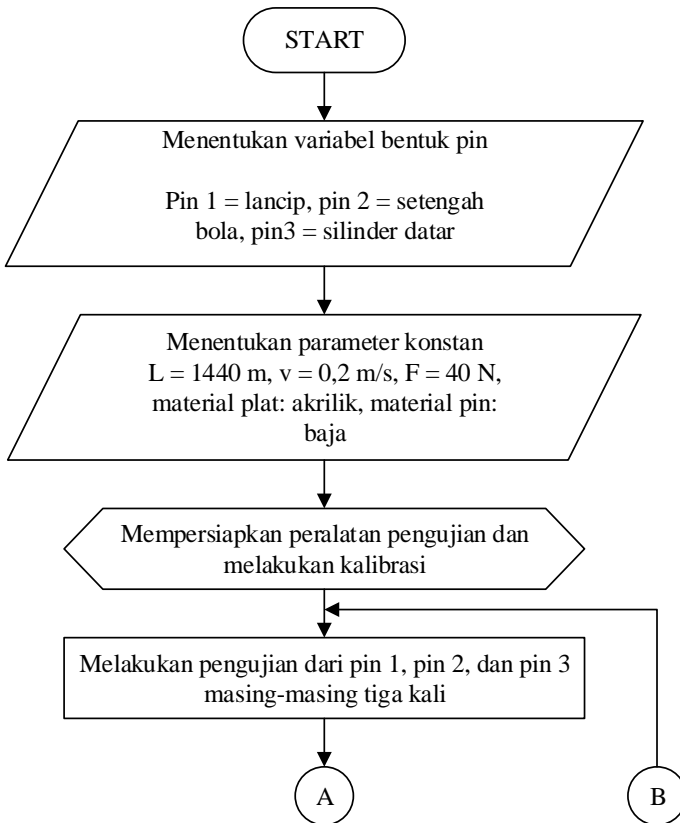 START
Menentukan variabel bentuk pin
Pin 1 = lancip, pin 2 = setengah
bola, pin3 = silinder datar
Menentukan parameter konstan
L = 1440 m, v = 0,2 m/s, F = 40 N,
material plat: akrilik, material pin:
baja
Mempersiapkan peralatan pengujian dan
melakukan kalibrasi
Melakukan pengujian dari pin 1, pin 2, dan pin 3
masing-masing tiga kali
A
B